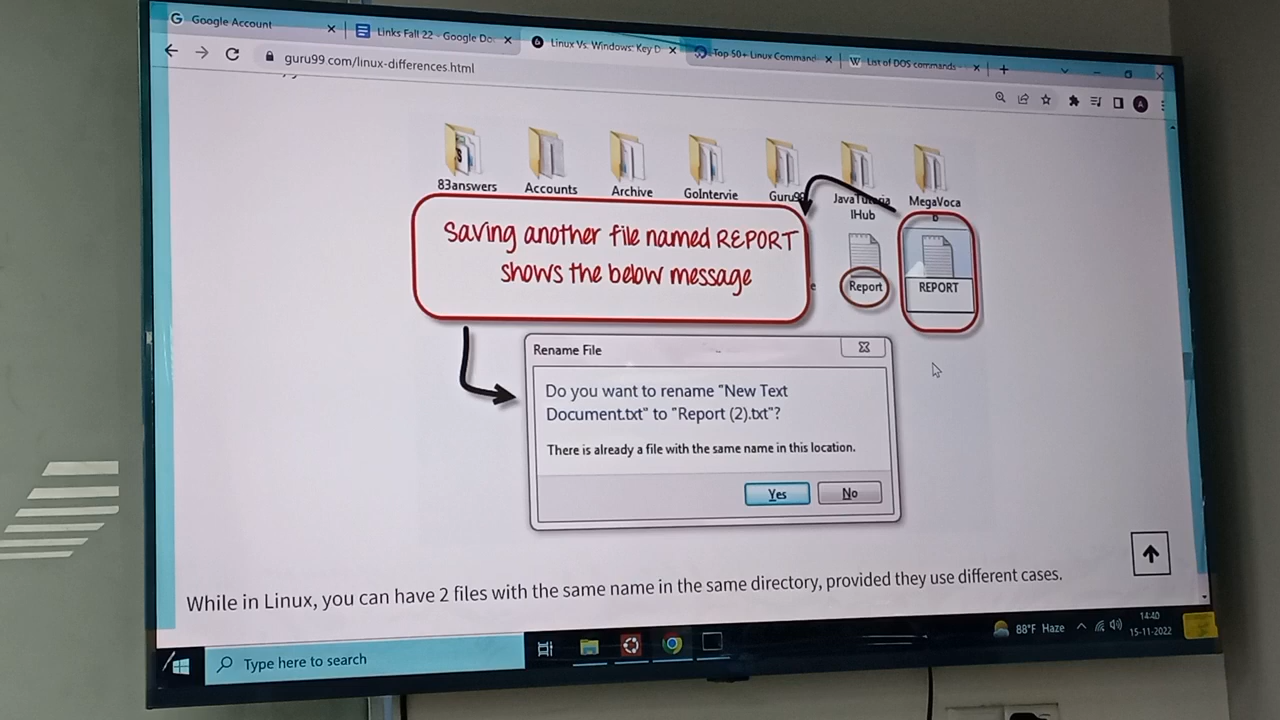 Google Account
Links Fall 22 - Google Do
Linux Vs. Windows: Key D
Top 50+ Linux Command
List of DOS commands
guru99.com/linux-differences.html
A
83answers
Accounts
Archive
GoIntervie
Guru99
JavaTutoria
lHub
MegaVoca
b
Saving another file named REPORT
shows the below message
e
Report
REPORT
Rename File
Do you want to rename "New Text
Document.txt" to "Report (2).txt"?
There is already a file with the same name in this location.
Yes
No
While in Linux, you can have 2 files with the same name in the same directory, provided they use different cases.
Type here to search
88°F Haze
14:40
15-11-2022